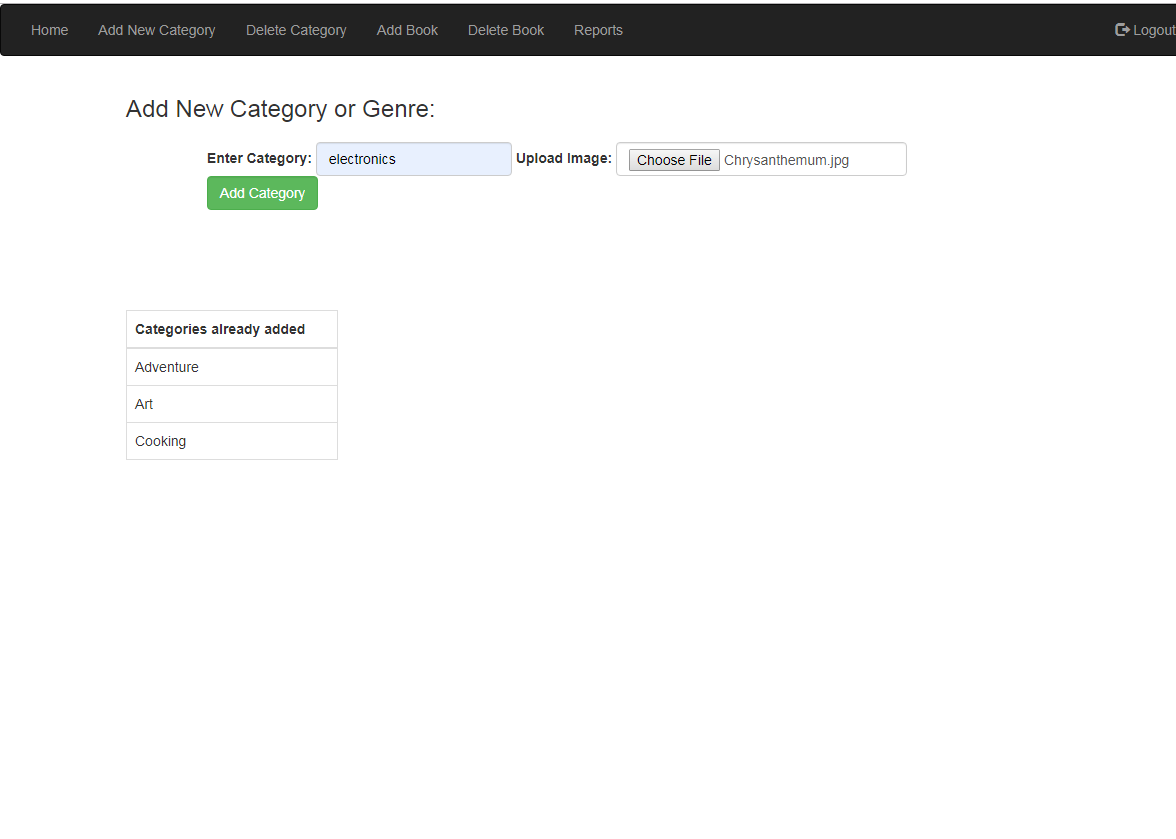 Home Add New Category Delete Category Add Book Delete Book Reports Logout
Add New Category or Genre:
Enter Category: electronics Upload Image: Choose File Chrysanthemum.jpg
Add Category
Categories already added
Adventure
Art
Cooking